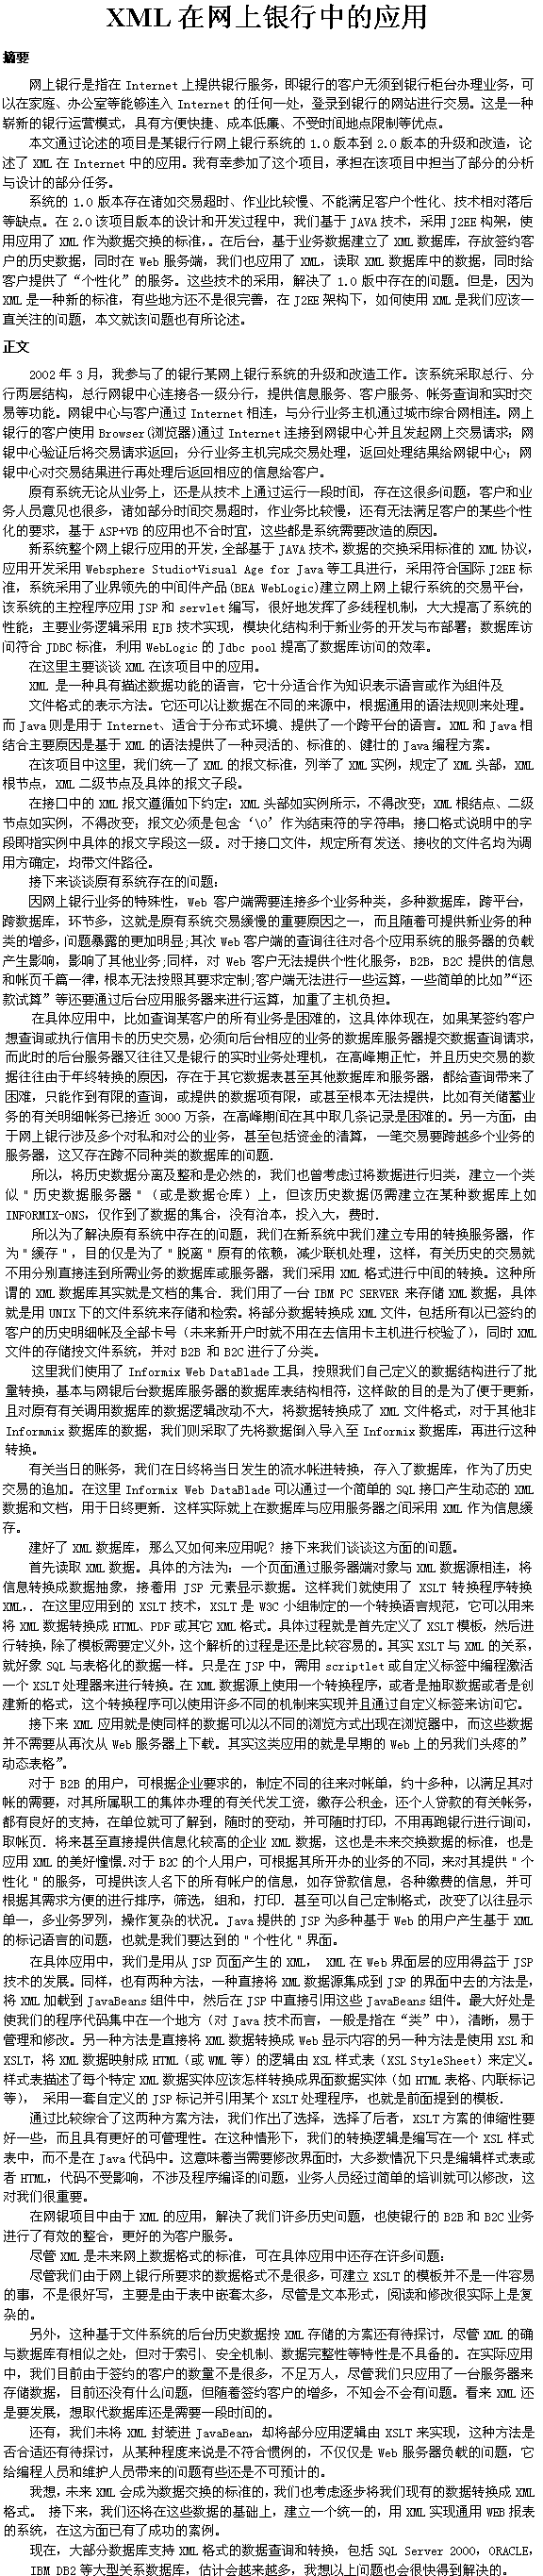 XML 在网上银行中的应用
摘要
网上银行是指在 Internet 上提供银行服务，即银行的客户无须到银行柜台办理业务，可
以在家庭、办公室等能够连入 Internet 的任何一处，登录到银行的网站进行交易。这是一种
崭新的银行运营模式，具有方便快捷、成本低廉、不受时间地点限制等优点。
本文通过论述的项目是某银行行网上银行系统的 1.0 版本到 2.0 版本的升级和改造，论
述了 XML 在 Internet 中的应用。我有幸参加了这个项目，承担在该项目中担当了部分的分析
与设计的部分任务。
系统的 1.0 版本存在诸如交易超时、作业比较慢、不能满足客户个性化、技术相对落后
等缺点。在 2.0 该项目版本的设计和开发过程中，我们基于 JAVA 技术，采用 J2EE 构架，使
用应用了 XML 作为数据交换的标准，。在后台，基于业务数据建立了 XML 数据库，存放签约客
户的历史数据，同时在 Web 服务端，我们也应用了 XML，读取 XML 数据库中的数据，同时给
客户提供了“个性化”的服务。这些技术的采用，解决了 1.0 版中存在的问题。但是，因为
XML 是一种新的标准，有些地方还不是很完善，在 J2EE 架构下，如何使用 XML 是我们应该一
直关注的问题，本文就该问题也有所论述。
正文
2002 年 3 月，我参与了的银行某网上银行系统的升级和改造工作。该系统采取总行、分
行两层结构，总行网银中心连接各一级分行，提供信息服务、客户服务、帐务查询和实时交
易等功能。网银中心与客户通过 Internet 相连，与分行业务主机通过城市综合网相连。网上
银行的客户使用 Browser(浏览器)通过 Internet 连接到网银中心并且发起网上交易请求；网
银中心验证后将交易请求返回；分行业务主机完成交易处理，返回处理结果给网银中心；网
银中心对交易结果进行再处理后返回相应的信息给客户。
原有系统无论从业务上，还是从技术上通过运行一段时间，存在这很多问题，客户和业
务人员意见也很多，诸如部分时间交易超时，作业务比较慢，还有无法满足客户的某些个性
化的要求，基于 ASP+VB 的应用也不合时宜，这些都是系统需要改造的原因。
新系统整个网上银行应用的开发，全部基于 JAVA 技术，数据的交换采用标准的 XML 协议，
应用开发采用 Websphere Studio+Visual Age for Java 等工具进行，采用符合国际 J2EE 标
准，系统采用了业界领先的中间件产品(BEA WebLogic)建立网上网上银行系统的交易平台，
该系统的主控程序应用 JSP 和 servlet 编写，很好地发挥了多线程机制，大大提高了系统的
性能；主要业务逻辑采用 EJB 技术实现，模块化结构利于新业务的开发与布部署；数据库访
问符合 JDBC 标准，利用 WebLogic 的 Jdbc pool 提高了数据库访问的效率。
在这里主要谈谈 XML 在该项目中的应用。
XML 是一种具有描述数据功能的语言，它十分适合作为知识表示语言或作为组件及
文件格式的表示方法。它还可以让数据在不同的来源中，根据通用的语法规则来处理。
而 Java 则是用于 Internet、适合于分布式环境、提供了一个跨平台的语言。XML 和 Java 相
结合主要原因是基于 XML 的语法提供了一种灵活的、标准的、健壮的 Java 编程方案。
在该项目中这里，我们统一了 XML 的报文标准，列举了 XML 实例，规定了 XML 头部，XML
根节点，XML 二级节点及具体的报文子段。
在接口中的 XML 报文遵循如下约定：XML 头部如实例所示，不得改变；XML 根结点、二级
节点如实例，不得改变；报文必须是包含‘\0’作为结束符的字符串；接口格式说明中的字
段即指实例中具体的报文字段这一级。对于接口文件，规定所有发送、接收的文件名均为调
用方确定，均带文件路径。
接下来谈谈原有系统存在的问题：
因网上银行业务的特殊性，Web 客户端需要连接多个业务种类，多种数据库，跨平台，
跨数据库，环节多，这就是原有系统交易缓慢的重要原因之一，而且随着可提供新业务的种
类的增多，问题暴露的更加明显；其次 Web 客户端的查询往往对各个应用系统的服务器的负载
产生影响，影响了其他业务；同样，对 Web 客户无法提供个性化服务，B2B，B2C 提供的信息
和帐页千篇一律，根本无法按照其要求定制；客户端无法进行一些运算，一些简单的比如”“还
款试算”等还要通过后台应用服务器来进行运算，加重了主机负担。
在具体应用中，比如查询某客户的所有业务是困难的，这具体体现在，如果某签约客户
想查询或执行信用卡的历史交易，必须向后台相应的业务的数据库服务器提交数据查询请求，
而此时的后台服务器又往往又是银行的实时业务处理机，在高峰期正忙，并且历史交易的数
据往往由于年终转换的原因，存在于其它数据表甚至其他数据库和服务器，都给查询带来了
困难，只能作到有限的查询，或提供的数据项有限，或甚至根本无法提供，比如有关储蓄业
务的有关明细帐务已接近 3000 万条，在高峰期间在其中取几条记录是困难的。另一方面，由
于网上银行涉及多个对私和对公的业务，甚至包括资金的清算，一笔交易要跨越多个业务的
服务器，这又存在跨不同种类的数据库的问题.
所以，将历史数据分离及整和是必然的，我们也曾考虑过将数据进行归类，建立一个类
似＂历史数据服务器＂（或是数据仓库）上，但该历史数据仍需建立在某种数据库上如
INFORMIX-ONS，仅作到了数据的集合，没有治本，投入大，费时.
所以为了解决原有系统中存在的问题，我们在新系统中我们建立专用的转换服务器，作
为＂缓存＂，目的仅是为了＂脱离＂原有的依赖，减少联机处理，这样，有关历史的交易就
不用分别直接连到所需业务的数据库或服务器，我们采用 XML 格式进行中间的转换。这种所
谓的 XML 数据库其实就是文档的集合．我们用了一台 IBM PC SERVER 来存储 XML 数据，具体
就是用 UNIX 下的文件系统来存储和检索。将部分数据转换成 XML 文件，包括所有以已签约的
客户的历史明细帐及全部卡号（未来新开户时就不用在去信用卡主机进行校验了），同时 XML
文件的存储按文件系统，并对 B2B 和 B2C 进行了分类。
这里我们使用了 Informix Web DataBlade 工具，按照我们自己定义的数据结构进行了批
量转换，基本与网银后台数据库服务器的数据库表结构相符，这样做的目的是为了便于更新，
且对原有有关调用数据库的数据逻辑改动不大，将数据转换成了 XML 文件格式，对于其他非
Informmix 数据库的数据，我们则采取了先将数据倒入导入至 Informix 数据库，再进行这种
转换。
有关当日的账务，我们在日终将当日发生的流水帐进转换，存入了数据库，作为了历史
交易的追加。在这里 Informix Web DataBlade 可以通过一个简单的 SQL 接口产生动态的 XML
数据和文档，用于日终更新．这样实际就上在数据库与应用服务器之间采用 XML 作为信息缓
存。
建好了 XML 数据库，那么又如何来应用呢？接下来我们谈谈这方面的问题。
首先读取 XML 数据。具体的方法为：一个页面通过服务器端对象与 XML 数据源相连，将
信息转换成数据抽象，接着用 JSP 元素显示数据。这样我们就使用了 XSLT 转换程序转换
XML，．在这里应用到的 XSLT 技术，XSLT 是 W3C 小组制定的一个转换语言规范，它可以用来
将 XML 数据转换成 HTML、PDF 或其它 XML 格式。具体过程就是首先定义了 XSLT 模板，然后进
行转换，除了模板需要定义外，这个解析的过程是还是比较容易的。其实 XSLT 与 XML 的关系，
就好象 SQL 与表格化的数据一样。只是在 JSP 中，需用 scriptlet 或自定义标签中编程激活
一个 XSLT 处理器来进行转换。在 XML 数据源上使用一个转换程序，或者是抽取数据或者是创
建新的格式，这个转换程序可以使用许多不同的机制来实现并且通过自定义标签来访问它。
接下来 XML 应用就是使同样的数据可以以不同的浏览方式出现在浏览器中，而这些数据
并不需要从再次从 Web 服务器上下载。其实这类应用的就是早期的 Web 上的另我们头疼的”
动态表格”。
对于 B2B 的用户，可根据企业要求的，制定不同的往来对帐单，约十多种，以满足其对
帐的需要，对其所属职工的集体办理的有关代发工资，缴存公积金，还个人贷款的有关帐务，
都有良好的支持，在单位就可了解到，随时的变动，并可随时打印，不用再跑银行进行询问，
取帐页．将来甚至直接提供信息化较高的企业 XML 数据，这也是未来交换数据的标准，也是
应用 XML 的美好憧憬．对于 B2C 的个人用户，可根据其所开办的业务的不同，来对其提供＂个
性化＂的服务，可提供该人名下的所有帐户的信息，如存贷款信息，各种缴费的信息，并可
根据其需求方便的进行排序，筛选，组和，打印．甚至可以自己定制格式，改变了以往显示
单一，多业务罗列，操作复杂的状况。Java 提供的 JSP 为多种基于 Web 的用户产生基于 XML
的标记语言的问题，也就是我们要达到的＂个性化＂界面。
在具体应用中，我们是用从 JSP 页面产生的 XML， XML 在 Web 界面层的应用得益于 JSP
技术的发展。同样，也有两种方法，一种直接将 XML 数据源集成到 JSP 的界面中去的方法是，
将 XML 加载到 JavaBeans 组件中，然后在 JSP 中直接引用这些 JavaBeans 组件。最大好处是
使我们的程序代码集中在一个地方（对 Java 技术而言，一般是指在“类”中），清晰，易于
管理和修改。另一种方法是直接将 XML 数据转换成 Web 显示内容的另一种方法是使用 XSL 和
XSLT，将 XML 数据映射成 HTML（或 WML 等）的逻辑由 XSL 样式表（XSL StyleSheet）来定义。
样式表描述了每个特定 XML 数据实体应该怎样转换成界面数据实体（如 HTML 表格、内联标记
等）， 采用一套自定义的 JSP 标记并引用某个 XSLT 处理程序，也就是前面提到的模板．
通过比较综合了这两种方案方法，我们作出了选择，选择了后者，XSLT 方案的伸缩性要
好一些，而且具有更好的可管理性。在这种情形下，我们的转换逻辑是编写在一个 XSL 样式
表中，而不是在 Java 代码中。这意味着当需要修改界面时，大多数情况下只是编辑样式表或
者 HTML，代码不受影响，不涉及程序编译的问题，业务人员经过简单的培训就可以修改，这
对我们很重要。
在网银项目中由于 XML 的应用，解决了我们许多历史问题，也使银行的 B2B 和 B2C 业务
进行了有效的整合，更好的为客户服务。
尽管 XML 是未来网上数据格式的标准，可在具体应用中还存在许多问题：
尽管我们由于网上银行所要求的数据格式不是很多，可建立 XSLT 的模板并不是一件容易
的事，不是很好写，主要是由于表中嵌套太多，尽管是文本形式，阅读和修改很实际上是复
杂的。
另外，这种基于文件系统的后台历史数据按 XML 存储的方案还有待探讨，尽管 XML 的确
与数据库有相似之处，但对于索引、安全机制、数据完整性等特性是不具备的。在实际应用
中，我们目前由于签约的客户的数量不是很多，不足万人，尽管我们只应用了一台服务器来
存储数据，目前还没有什么问题，但随着签约客户的增多，不知会不会有问题。看来 XML 还
是要发展，想取代数据库还是需要一段时间的。
还有，我们未将 XML 封装进 JavaBean，却将部分应用逻辑由 XSLT 来实现，这种方法是
否合适还有待探讨，从某种程度来说是不符合惯例的，不仅仅是 Web 服务器负载的问题，它
给编程人员和维护人员带来的问题有些还是不可预计的。
我想，未来 XML 会成为数据交换的标准的，我们也考虑逐步将我们现有的数据转换成 XML
格式。 接下来，我们还将在这些数据的基础上，建立一个统一的，用 XML 实现通用 WEB 报表
的系统，在这方面已有了成功的案例。
现在，大部分数据库支持 XML 格式的数据查询和转换，包括 SQL Server 2000，ORACLE，
IBM DB2 等大型关系数据库，估计会越来越多，我想以上问题也会很快得到解决的。